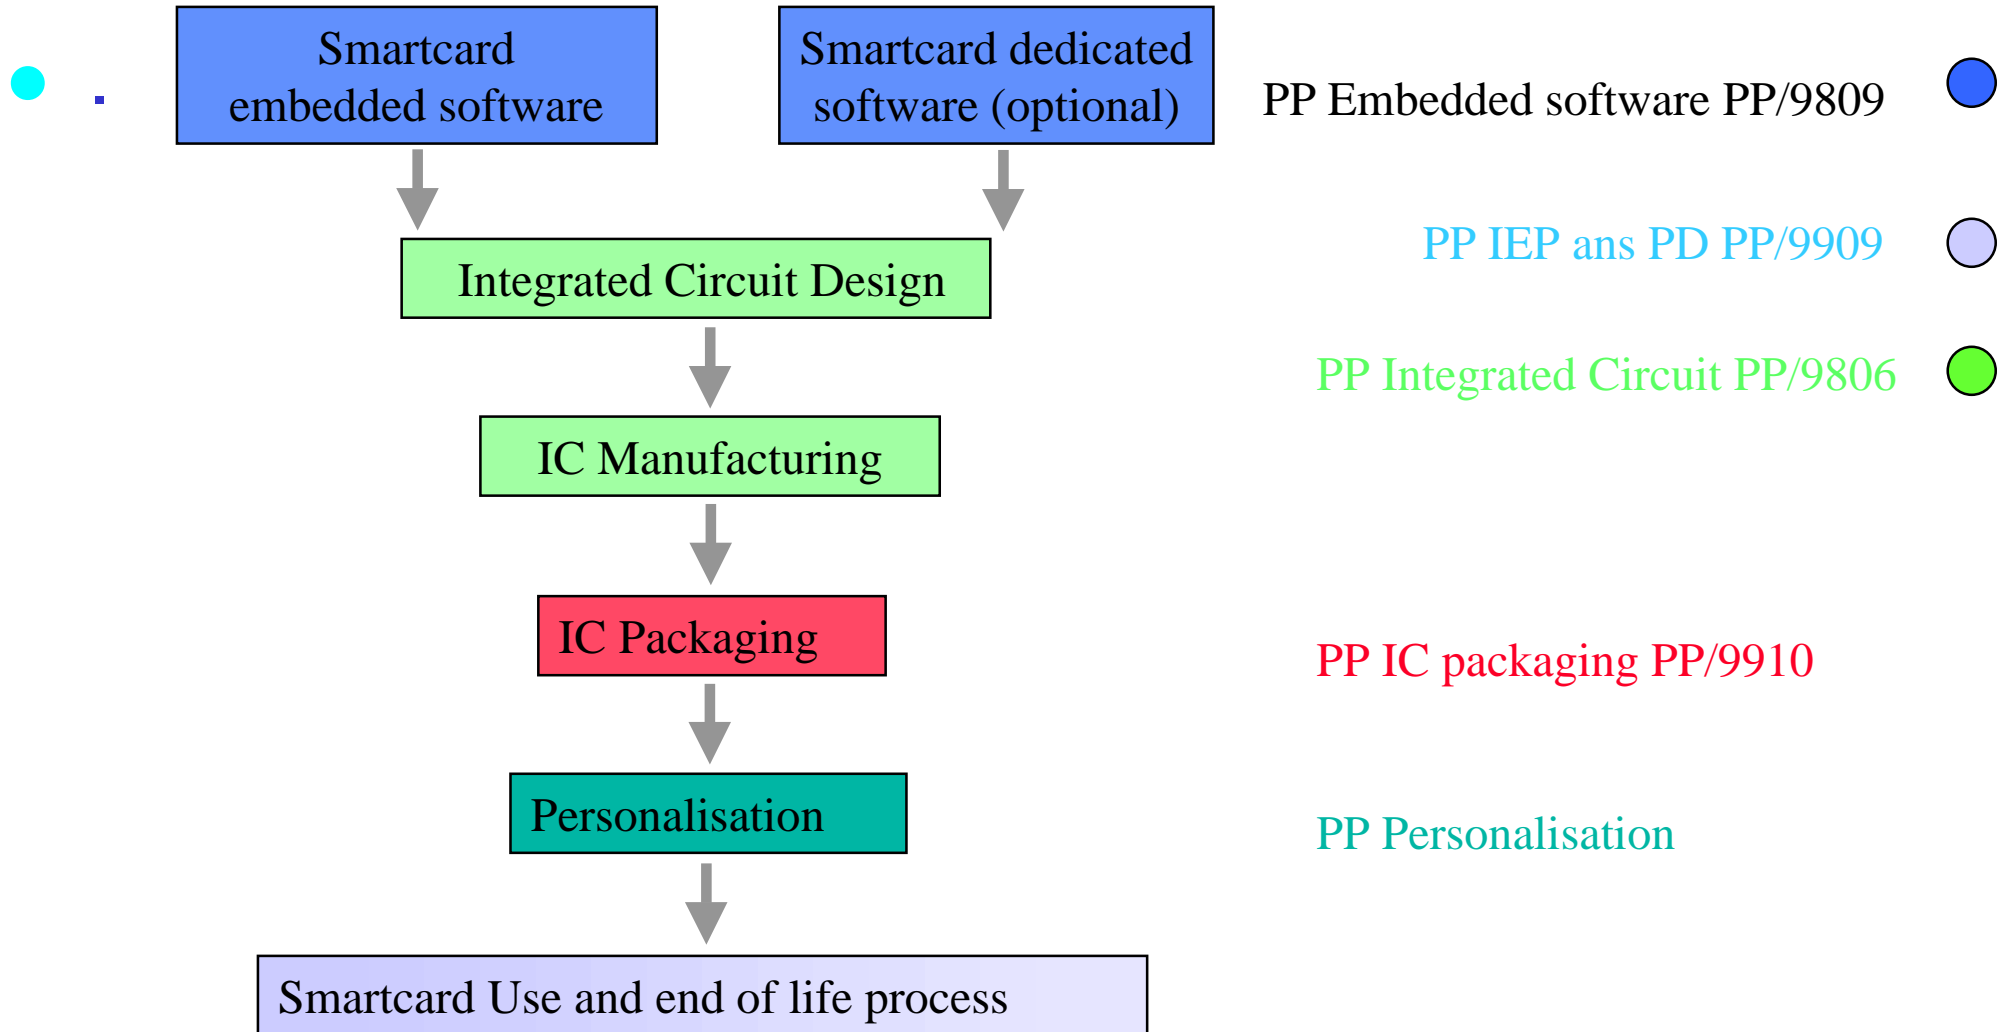 Smartcard
embedded software
Smartcard dedicated
software (optional)
PP Embedded software PP/9809
PP IEP ans PD PP/9909
Integrated Circuit Design
PP Integrated Circuit PP/9806
IC Manufacturing
IC Packaging
PP IC packaging PP/9910
Personalisation
PP Personalisation
Smartcard Use and end of life process